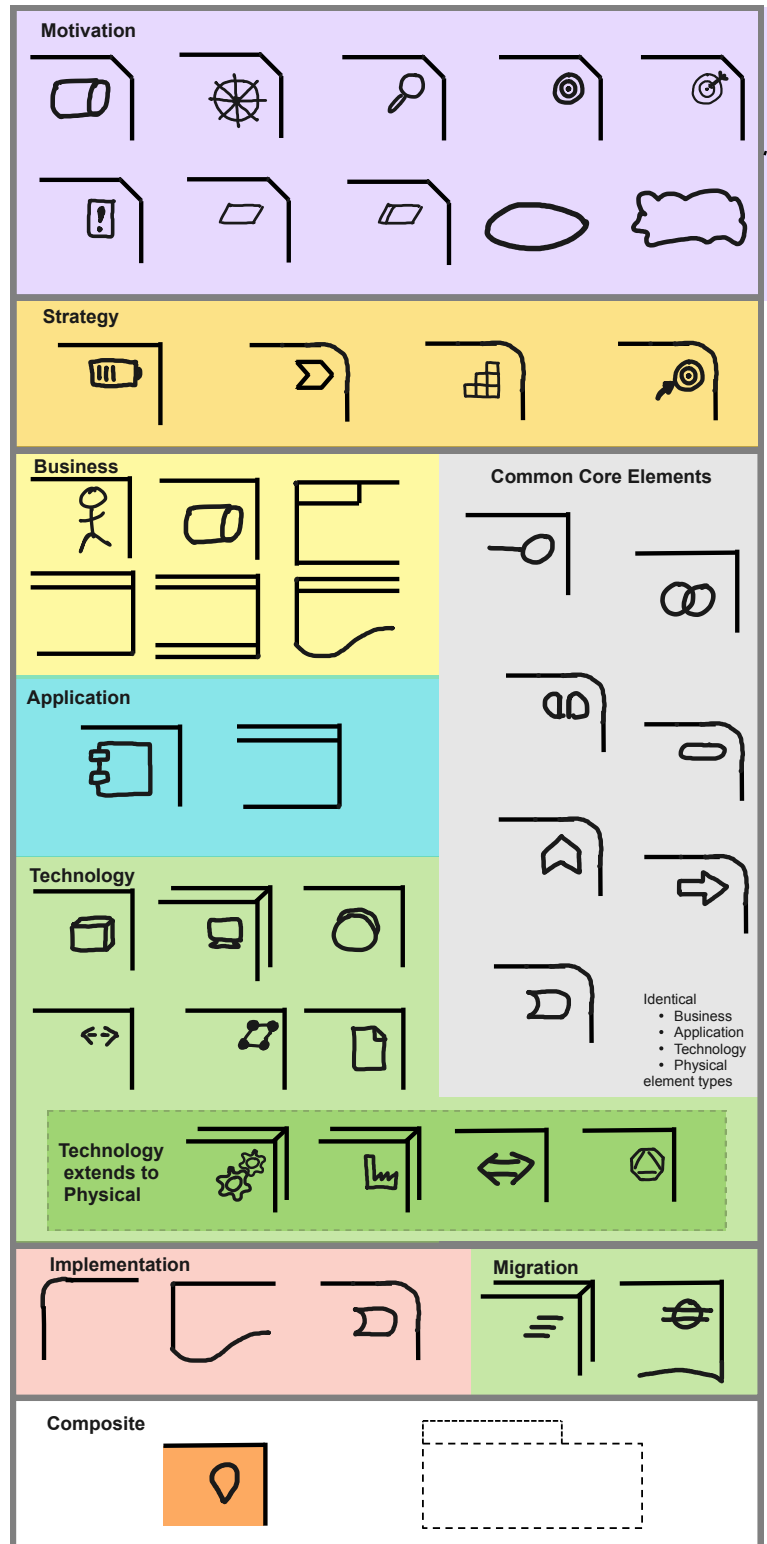 Motivation
!
Strategy
Business
Common Core Elements
Application
Technology
Identical
• Business
• Application
• Technology
• Physical
element types
Technology
extends to
Physical
Implementation
Migration
Composite